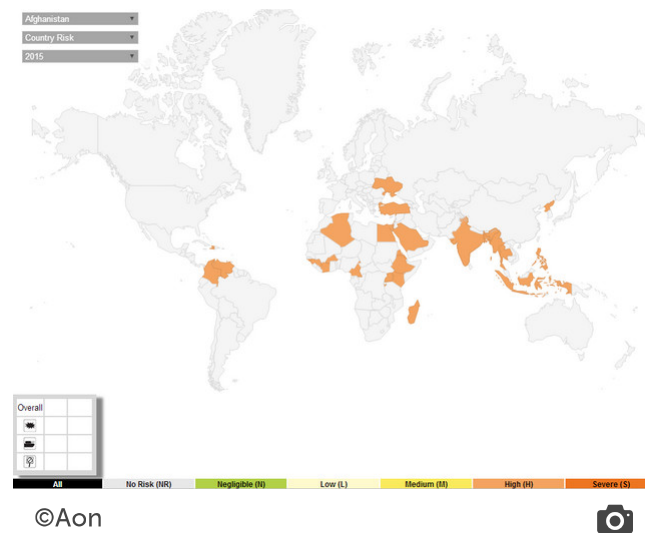 Afghanistan
Country Risk
2015
Overall
All No Risk (NR) Negligible (N) Low (L) Medium (M) High (H) Severe (S)
©Aon